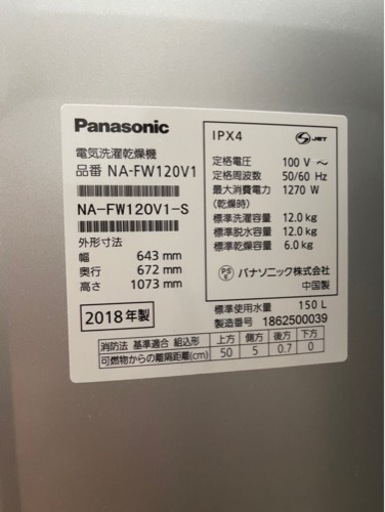 Panasonic
電気洗濯乾燥機
品番 NA-FW120V1
NA-FW120V1-S
外形寸法
幅 643 mm
奥行 672 mm
高さ 1073 mm
2018年製
IPX4
S JET
定格電圧 100 V ～
定格周波数 50/60 Hz
最大消費電力 1270 W
(乾燥時)
標準洗濯容量 12.0 kg
標準脱水容量 12.0 kg
標準乾燥容量 6.0 kg
PS E パナソニック株式会社
中国製
標準使用水量 150 L
製造番号 1862500039
消防法 基準適合 組込形 上方 側方 後方 下方
可燃物からの離隔距離(cm) 50 5 0.7 0